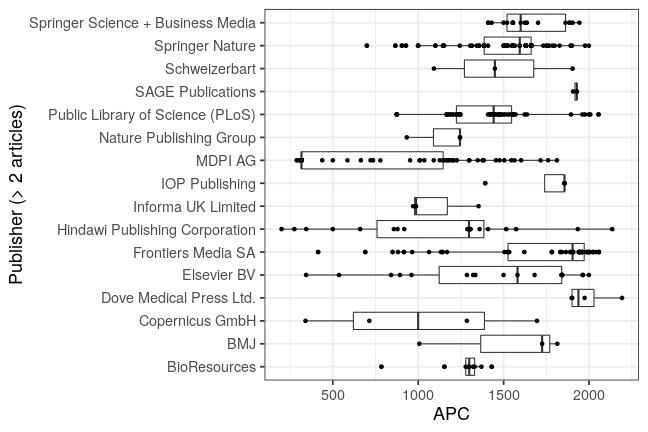 Publisher (> 2 articles)
Springer Science + Business Media
Springer Nature
Schweizerbart
SAGE Publications
Public Library of Science (PLoS)
Nature Publishing Group
MDPI AG
IOP Publishing
Informa UK Limited
Hindawi Publishing Corporation
Frontiers Media SA
Elsevier BV
Dove Medical Press Ltd.
Copernicus GmbH
BMJ
BioResources
500 1000 1500 2000
APC